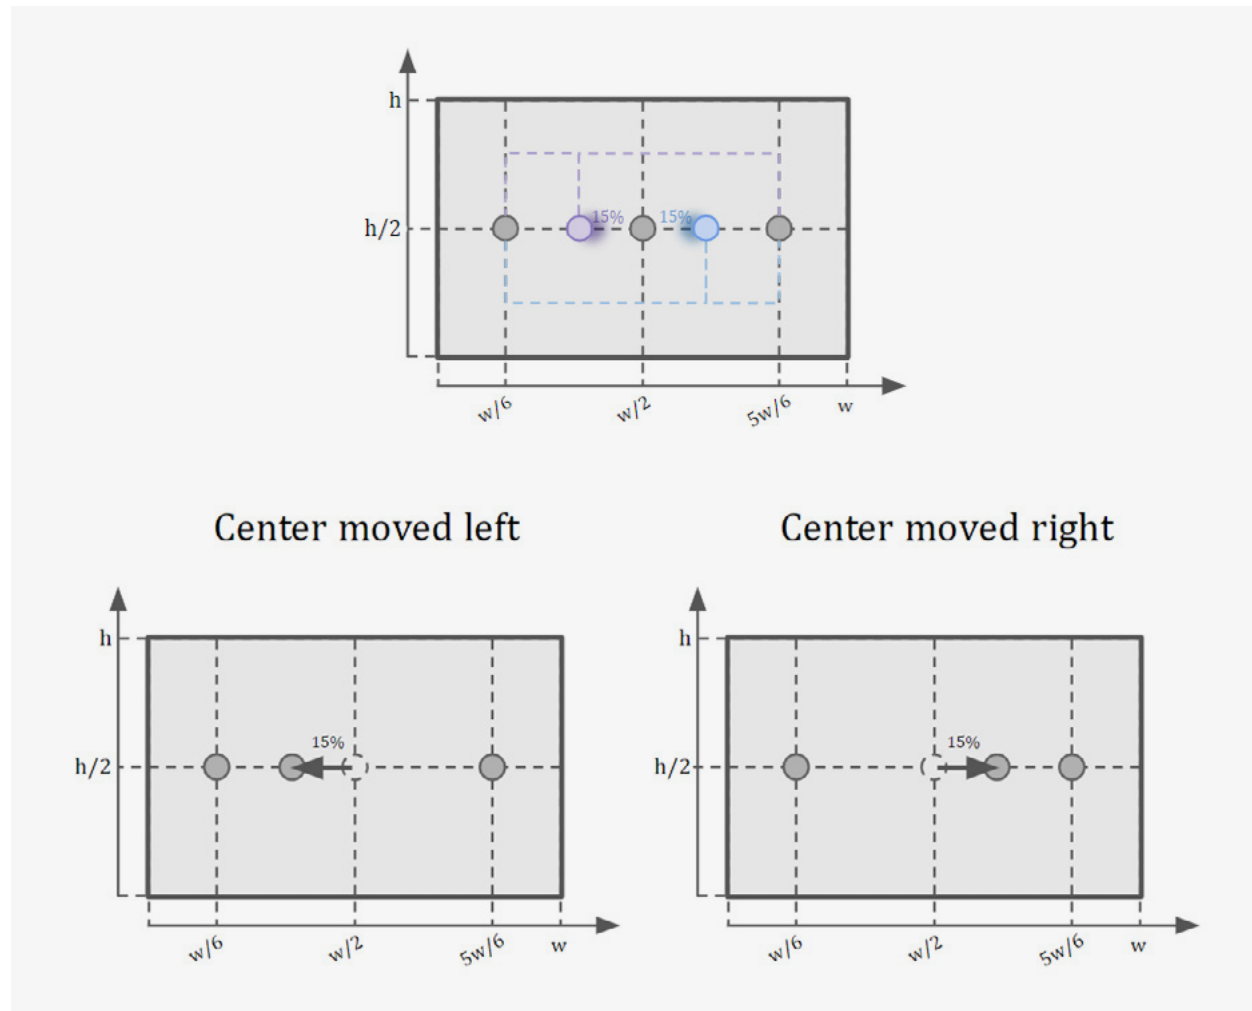 h
15% 15%
h/2
w/6 w/2 5w/6 w
Center moved left
h
15%
h/2
w/6 w/2 5w/6 w
Center moved right
h
15%
h/2
w/6 w/2 5w/6 w